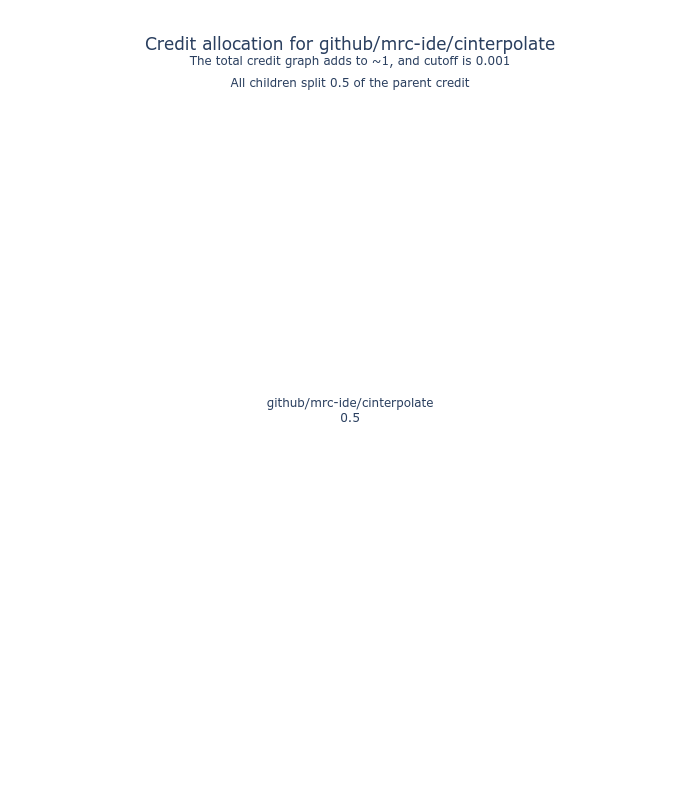 Credit allocation for github/mrc-ide/cinterpolate
The total credit graph adds to ~1, and cutoff is 0.001
All children split 0.5 of the parent credit
github/mrc-ide/cinterpolate
0.5